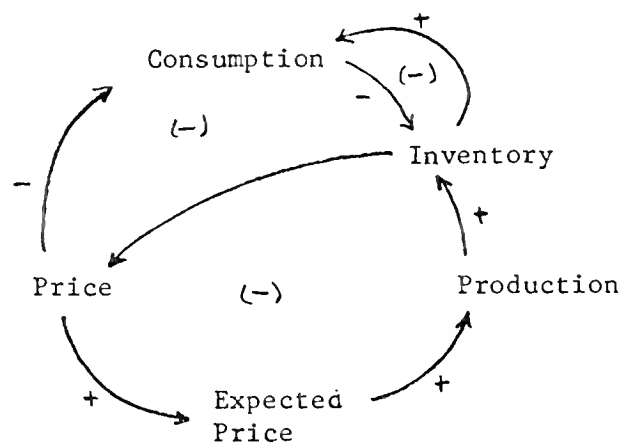 +
Consumption
(-)
-
(-)
Inventory
-
+
Price
(-)
Production
+
+
Expected
Price